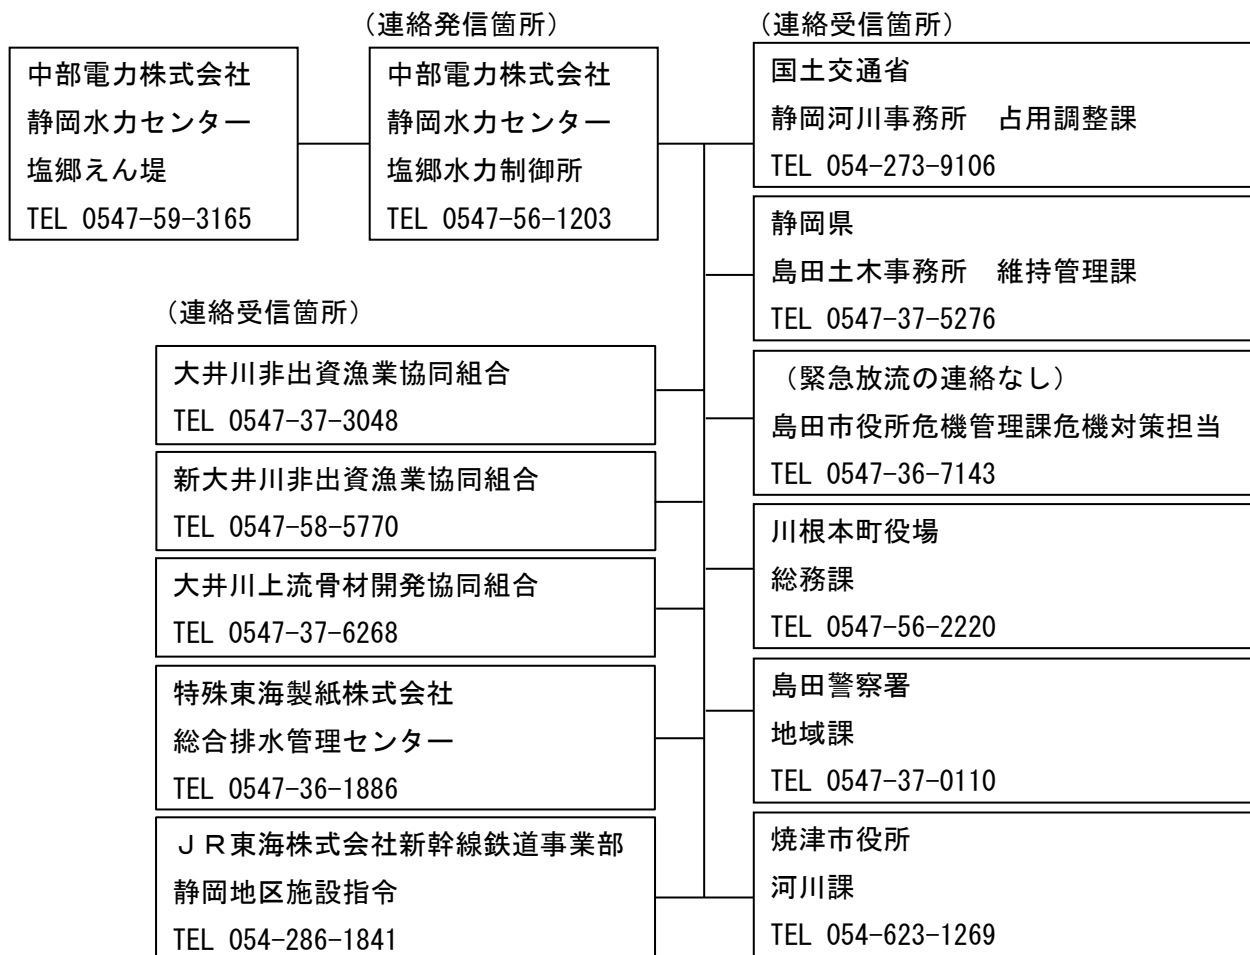 （連絡発信箇所）
（連絡受信箇所）
中部電力株式会社
静岡水力センター
塩郷えん堤
TEL 0547-59-3165
中部電力株式会社
静岡水力センター
塩郷水力制御所
TEL 0547-56-1203
国土交通省
静岡河川事務所　占用調整課
TEL 054-273-9106
静岡県
島田土木事務所　維持管理課
TEL 0547-37-5276
（緊急放流の連絡なし）
島田市役所危機管理課危機対策担当
TEL 0547-36-7143
川根本町役場
総務課
TEL 0547-56-2220
島田警察署
地域課
TEL 0547-37-0110
焼津市役所
河川課
TEL 054-623-1269
（連絡受信箇所）
大井川非出資漁業協同組合
TEL 0547-37-3048
新大井川非出資漁業協同組合
TEL 0547-58-5770
大井川上流骨材開発協同組合
TEL 0547-37-6268
特殊東海製紙株式会社
総合排水管理センター
TEL 0547-36-1886
ＪＲ東海株式会社新幹線鉄道事業部
静岡地区施設指令
TEL 054-286-1841